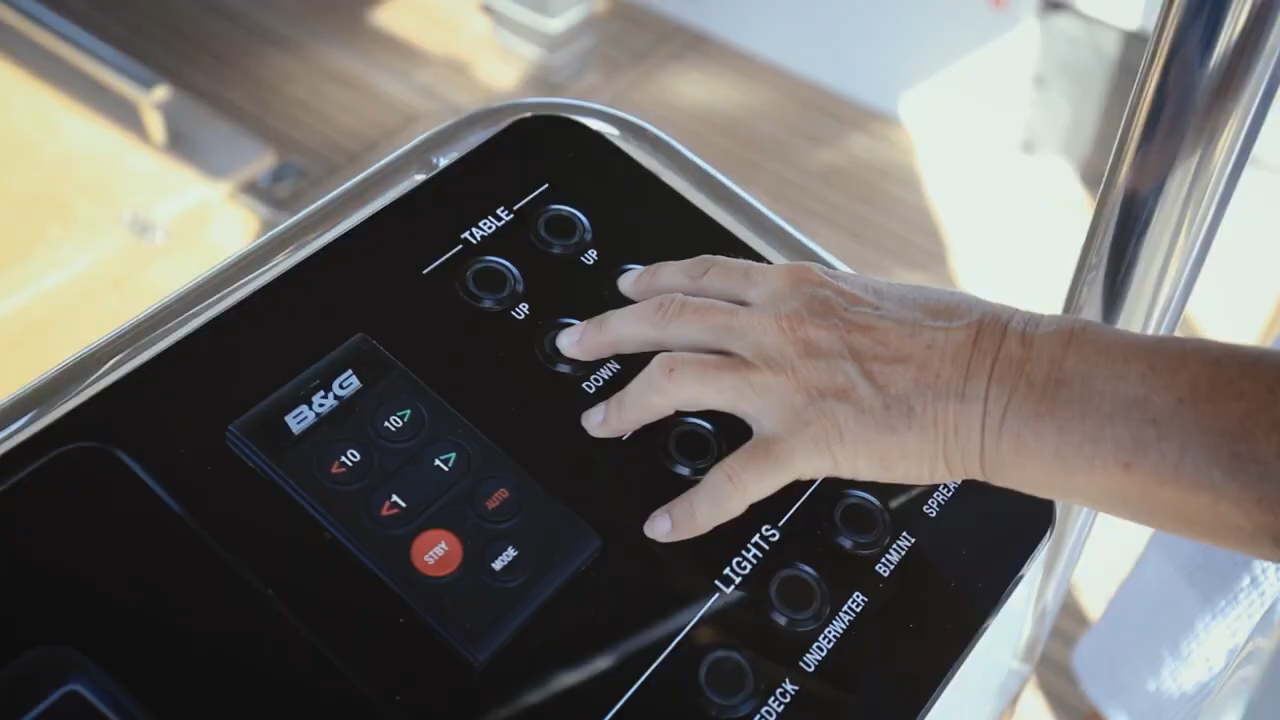 TABLE
UP
UP
DOWN
B&G
<10
10>
<1
1>
STBY
AUTO
MODE
LIGHTS
BIMINI
UNDERWATER